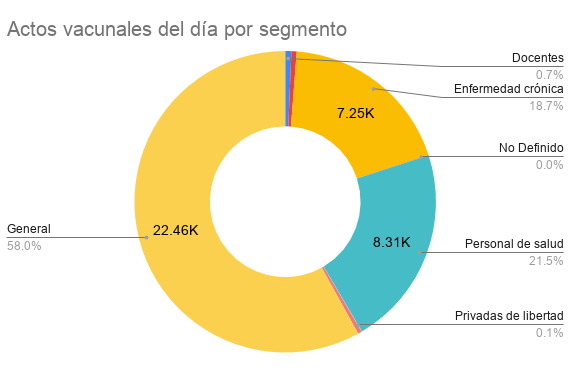 Actos vacunales del día por segmento
Docentes
0.7%
Enfermedad crónica
18.7%
7.25K
No Definido
0.0%
General
58.0%
22.46K
8.31K
Personal de salud
21.5%
Privadas de libertad
0.1%